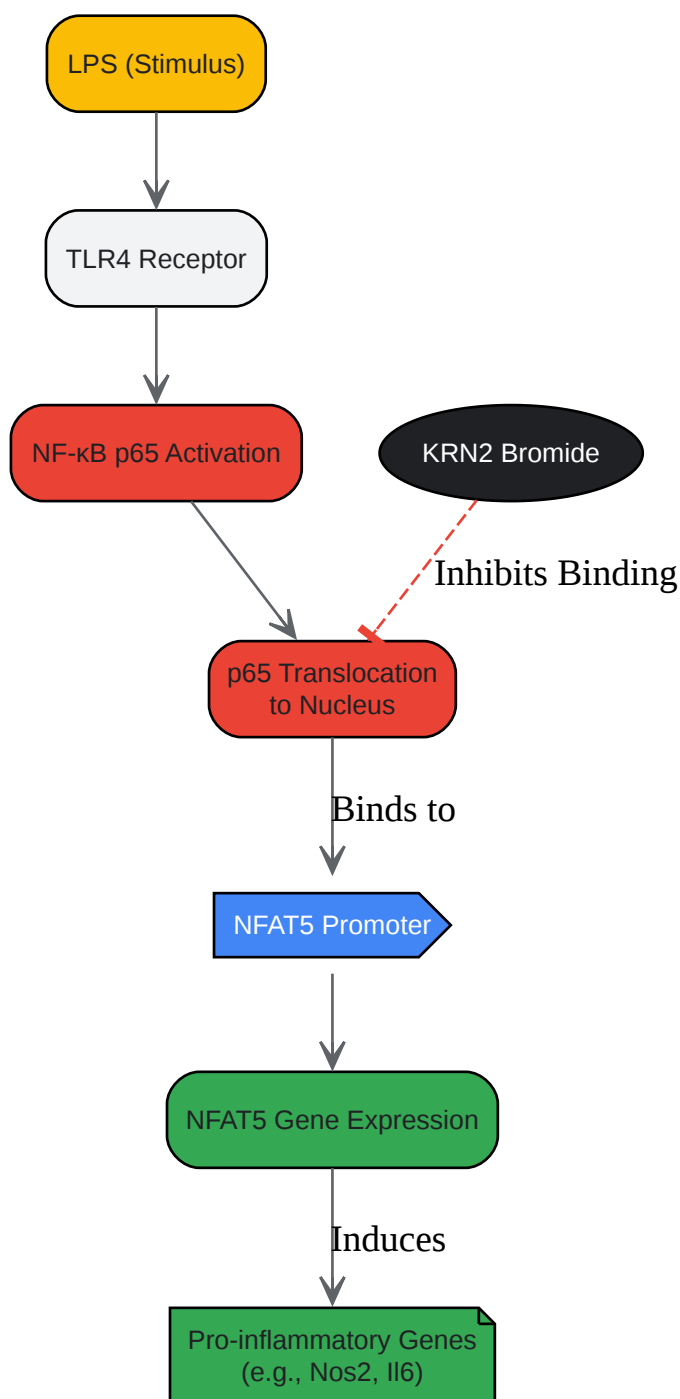 LPS (Stimulus)
TLR4 Receptor
NF-κB p65 Activation
KRN2 Bromide
Inhibits Binding
p65 Translocation
to Nucleus
Binds to
NFAT5 Promoter
NFAT5 Gene Expression
Induces
Pro-inflammatory Genes
(e.g., Nos2, Il6)